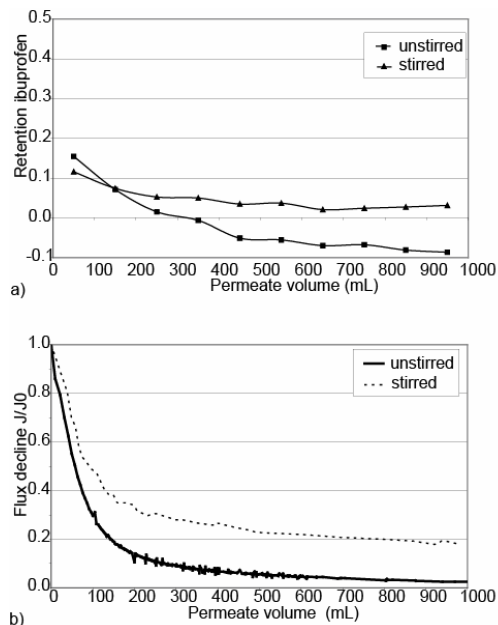 0.5
unstirred
stirred
0.4
0.3
0.2
0.1
0.0
-0.1
Retention ibuprofen
0 100 200 300 400 500 600 700 800 900 1000
Permeate volume (mL)
a)
1.0
unstirred
stirred
0.8
0.6
0.4
0.2
0.0
Flux decline J/J0
0 100 200 300 400 500 600 700 800 900 1000
Permeate volume (mL)
b)